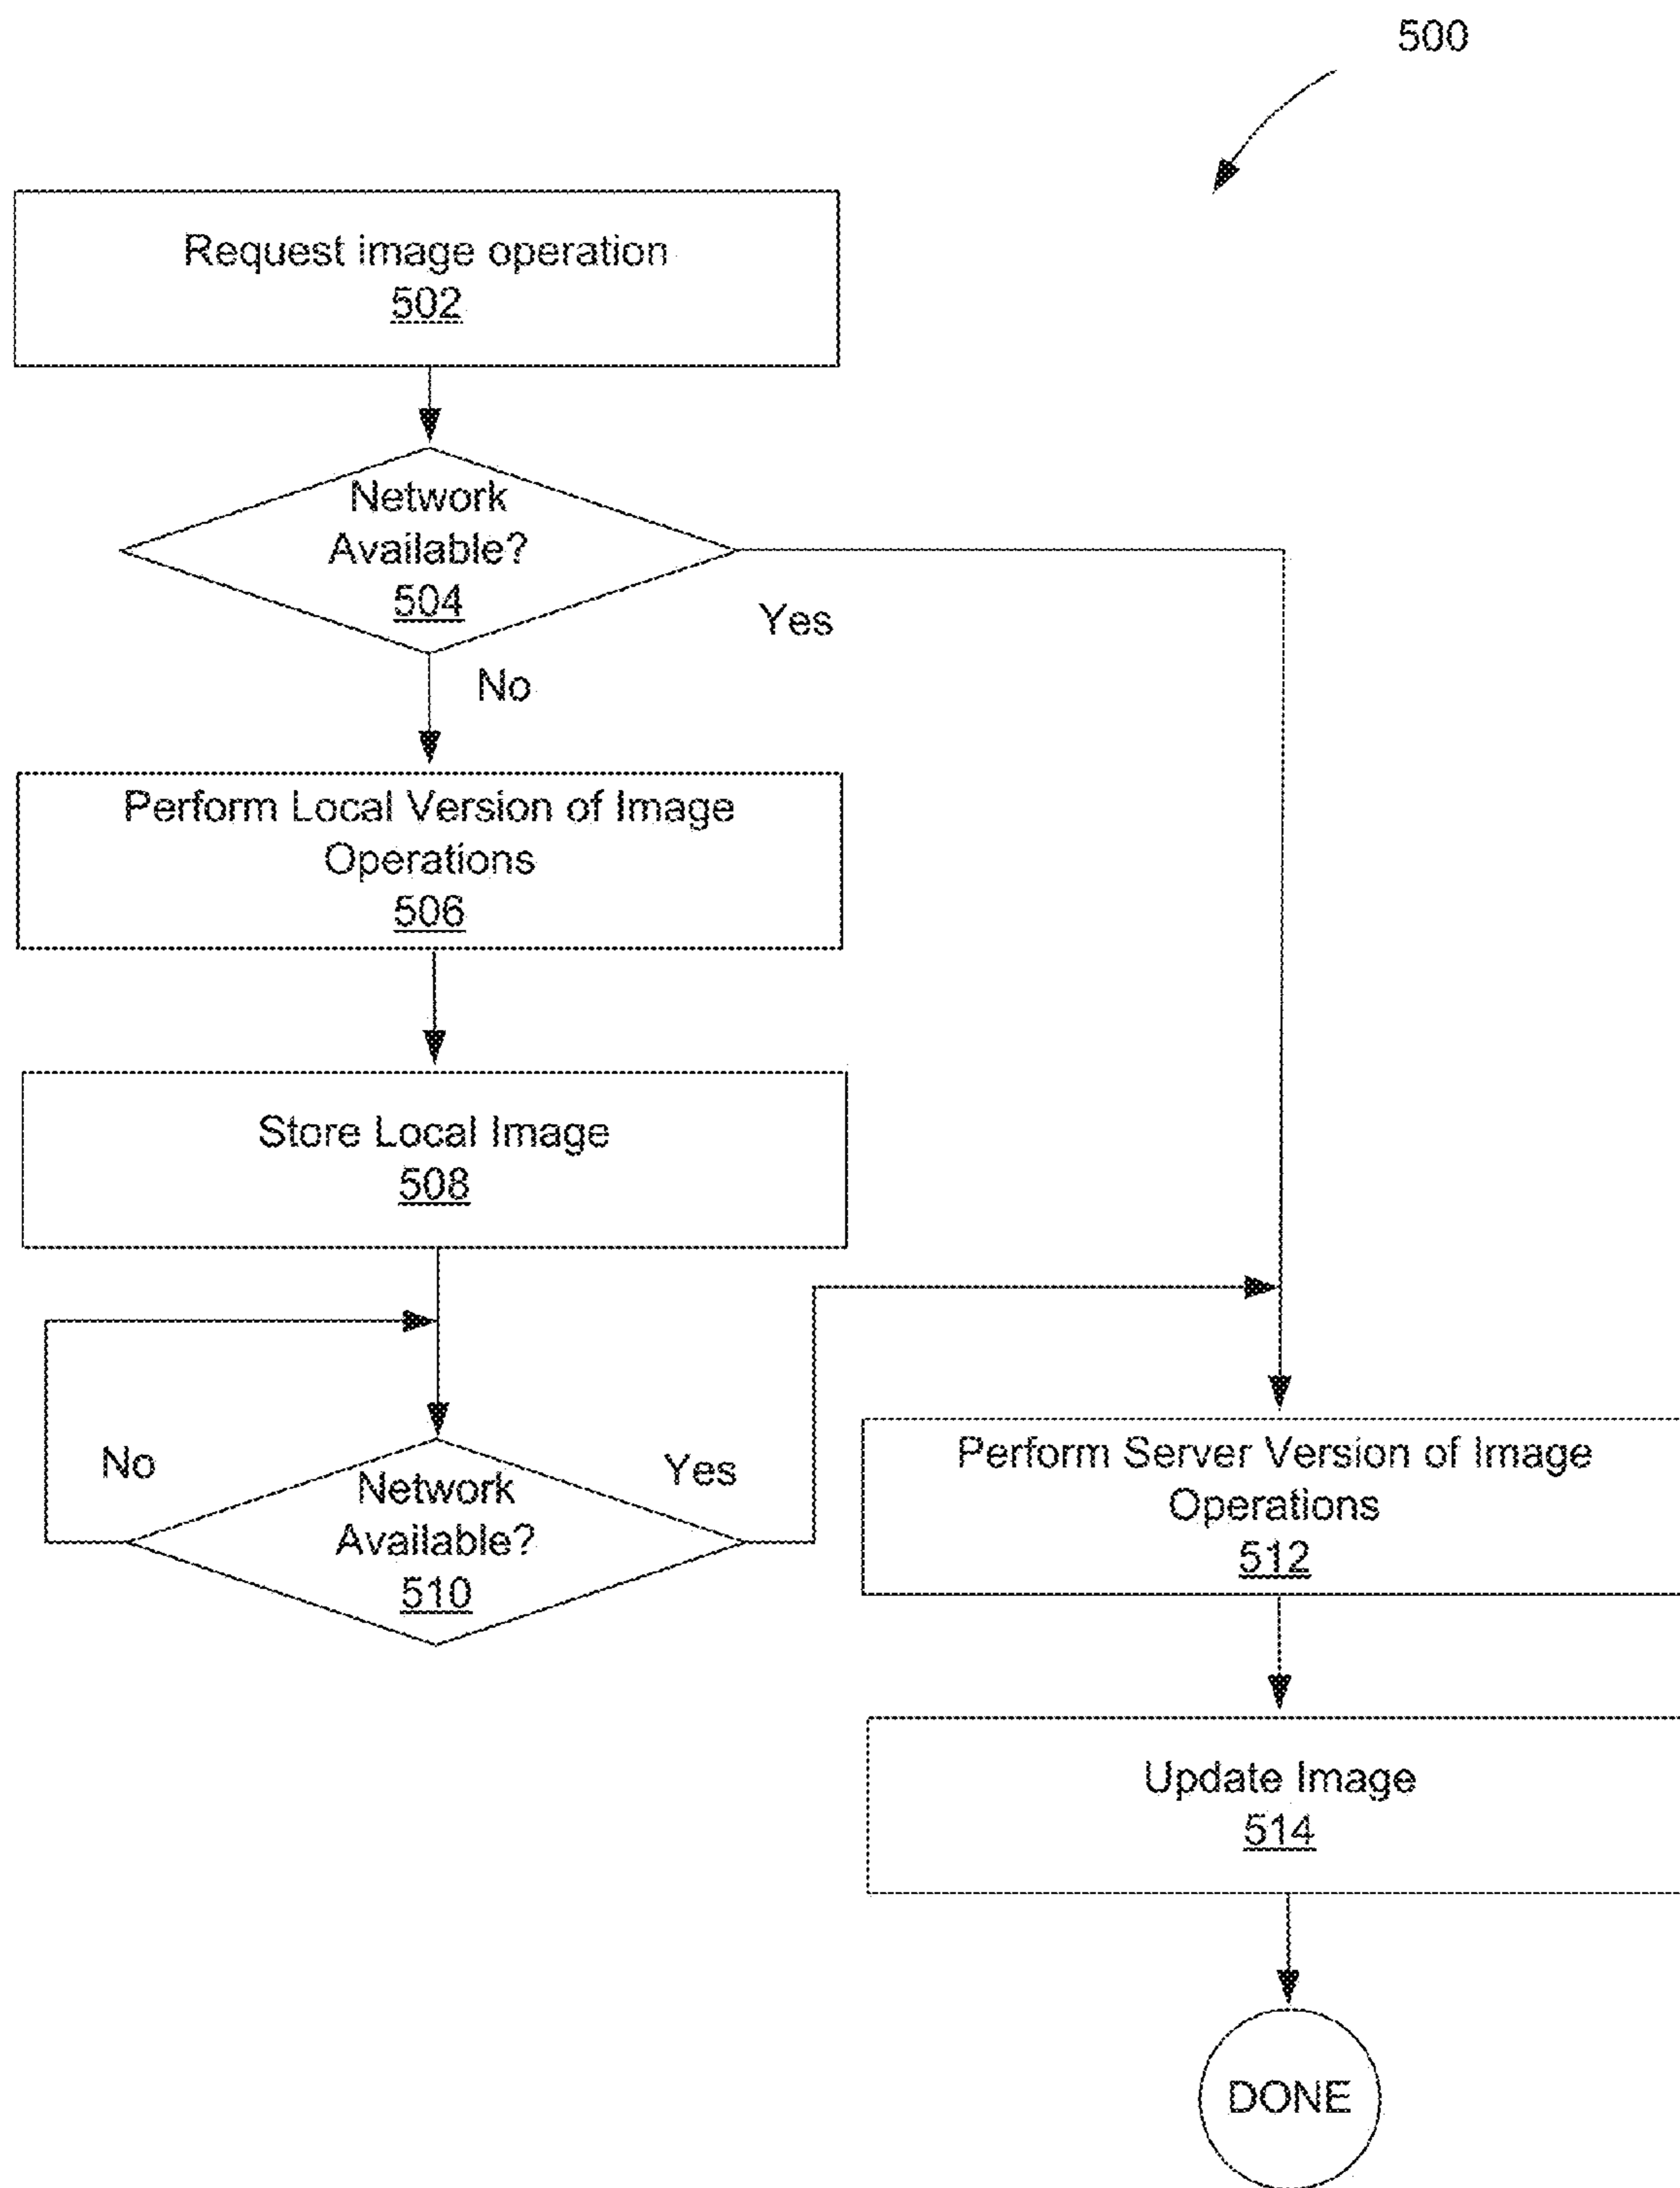 500
Request image operation
502
Network
Available?
504
Yes
No
Perform Local Version of Image
Operations
506
Store Local Image
508
No
Yes
Network
Available?
510
Perform Server Version of Image
Operations
512
Update Image
514
DONE